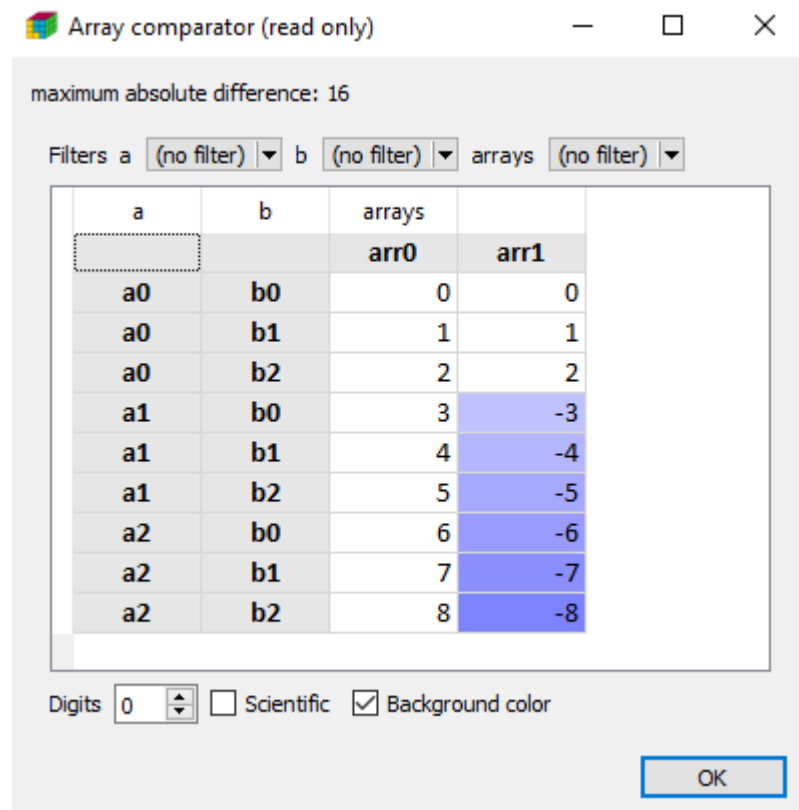 Array comparator (read only)
maximum absolute difference: 16
Filters a (no filter) b (no filter) arrays (no filter)
a b arrays
arr0 arr1
a0 b0 0 0
a0 b1 1 1
a0 b2 2 2
a1 b0 3 -3
a1 b1 4 -4
a1 b2 5 -5
a2 b0 6 -6
a2 b1 7 -7
a2 b2 8 -8
Digits 0 Scientific Background color
OK